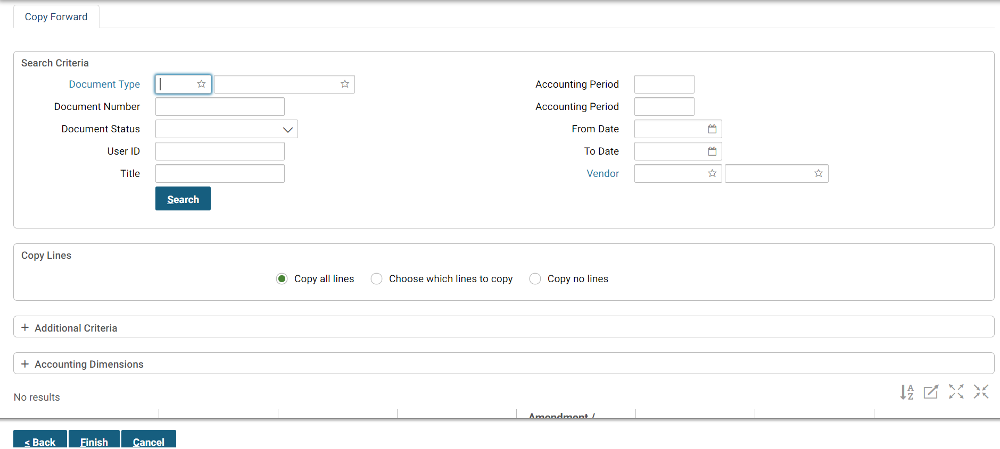 Copy Forward
Search Criteria
Document Type
Accounting Period
Document Number
Accounting Period
Document Status
From Date
User ID
To Date
Title
Vendor
Search
Copy Lines
Copy all lines
Choose which lines to copy
Copy no lines
+ Additional Criteria
+ Accounting Dimensions
No results
Amendment /
< Back
Finish
Cancel